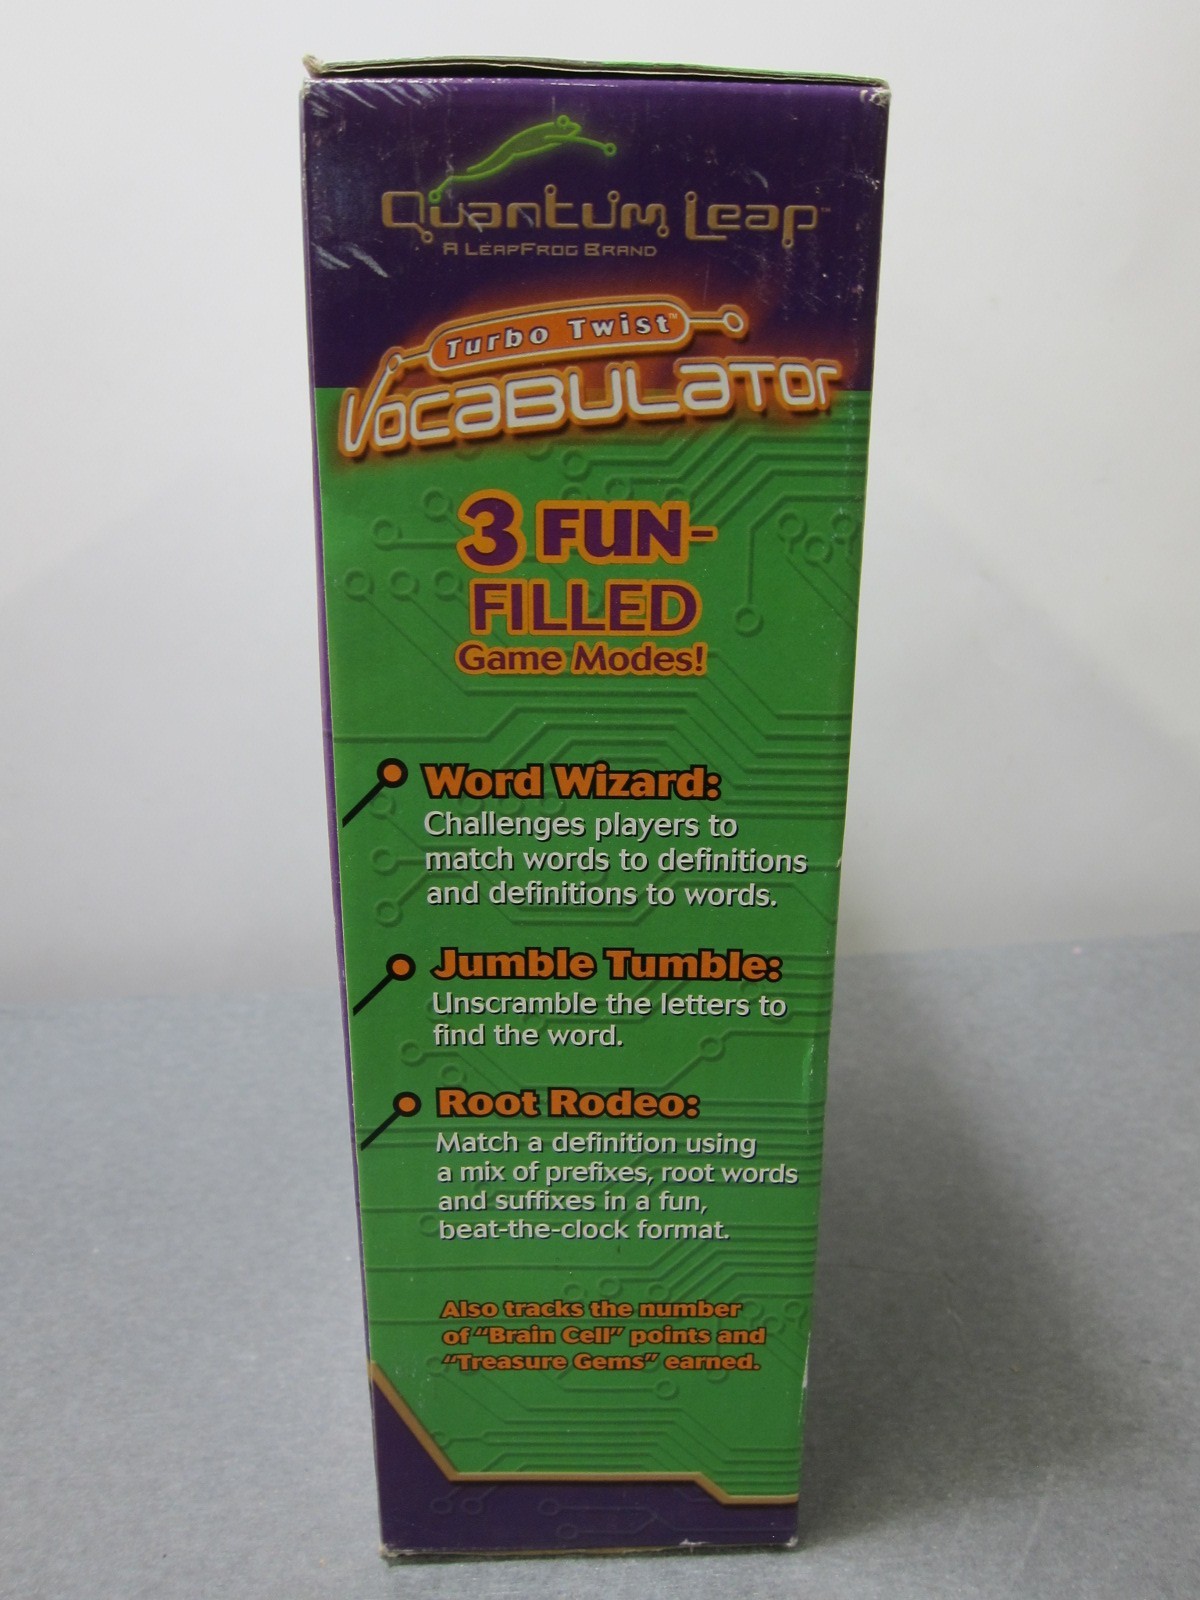 Quantum Leap™
A LeapFrog Brand
Turbo Twist™
Vocabulator
3 FUN-
FILLED
Game Modes!
Word Wizard:
Challenges players to
match words to definitions
and definitions to words.
Jumble Tumble:
Unscramble the letters to
find the word.
Root Rodeo:
Match a definition using
a mix of prefixes, root words
and suffixes in a fun,
beat-the-clock format.
Also tracks the number
of “Brain Cell” points and
“Treasure Gems” earned.